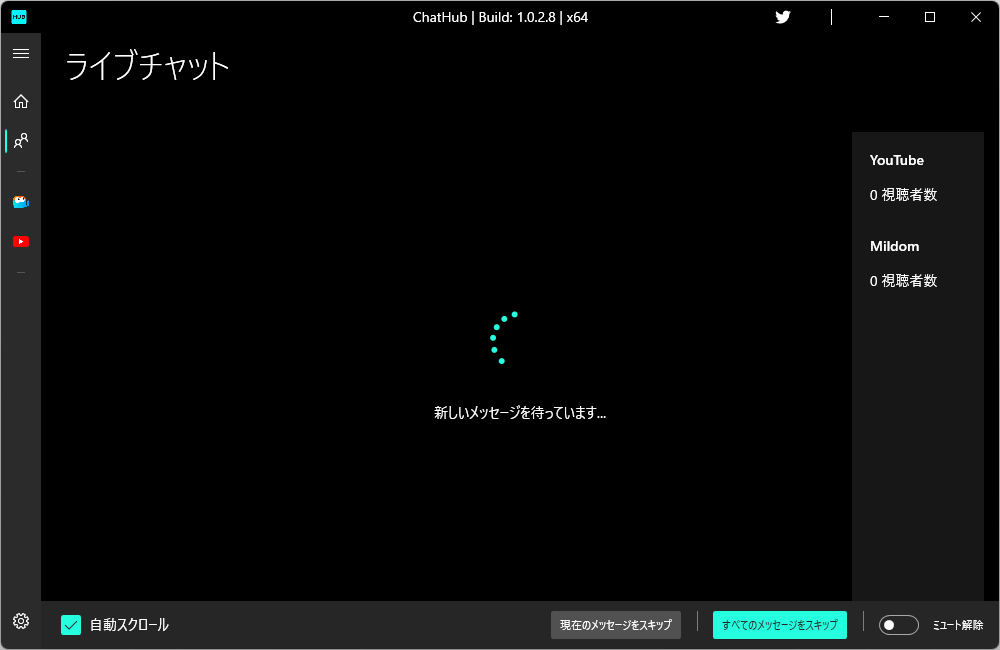 HUB
ChatHub | Build: 1.0.2.8 | x64
ライブチャット
YouTube
0 視聴者数
Mildom
0 視聴者数
新しいメッセージを待っています...
自動スクロール
現在のメッセージをスキップ
すべてのメッセージをスキップ
ミュート解除